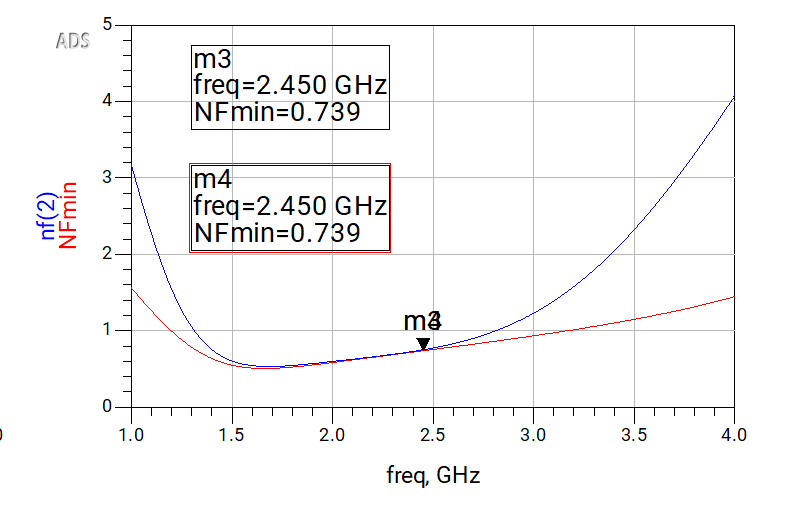 ADS
m3
freq=2.450 GHz
NFmin=0.739
m4
freq=2.450 GHz
NFmin=0.739
nf(2)
NFmin
5
4
3
2
1
0
1.0 1.5 2.0 2.5 3.0 3.5 4.0
freq, GHz